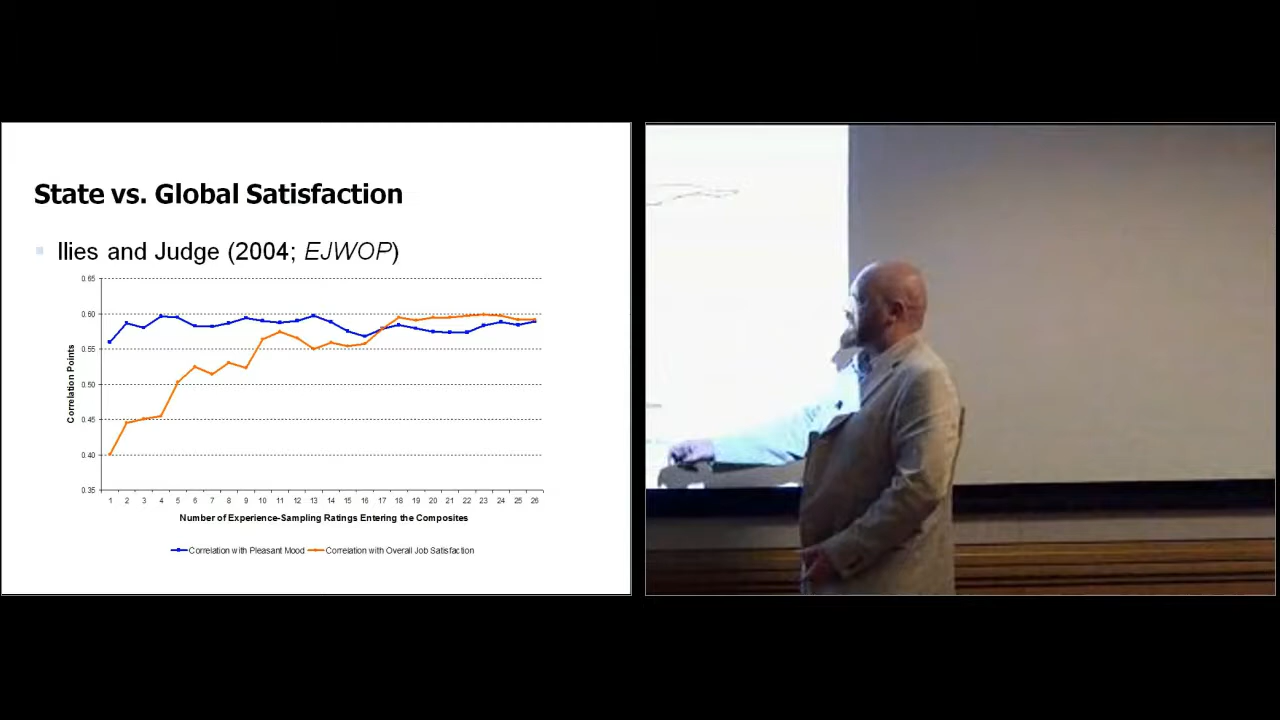 State vs. Global Satisfaction
Ilies and Judge (2004; EJWOP)
0.65
0.60
0.55
0.50
0.45
0.40
0.35
Correlation Points
1 2 3 4 5 6 7 8 9 10 11 12 13 14 15 16 17 18 19 20 21 22 23 24 25 26
Number of Experience-Sampling Ratings Entering the Composites
Correlation with Pleasant Mood Correlation with Overall Job Satisfaction